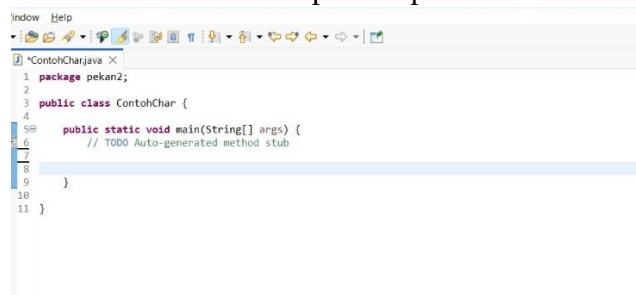 indow Help
*ContohChar.java
1 package pekan2;
2
3 public class ContohChar {
4
5 public static void main(String[] args) {
6 // TODO Auto-generated method stub
7
8
9 }
10
11 }